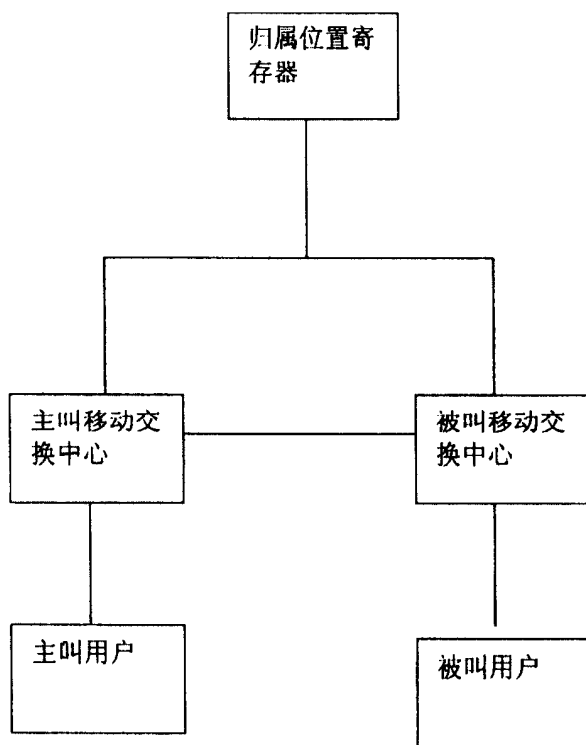 归属位置寄
存器
主叫移动交
换中心
被叫移动交
换中心
主叫用户
被叫用户